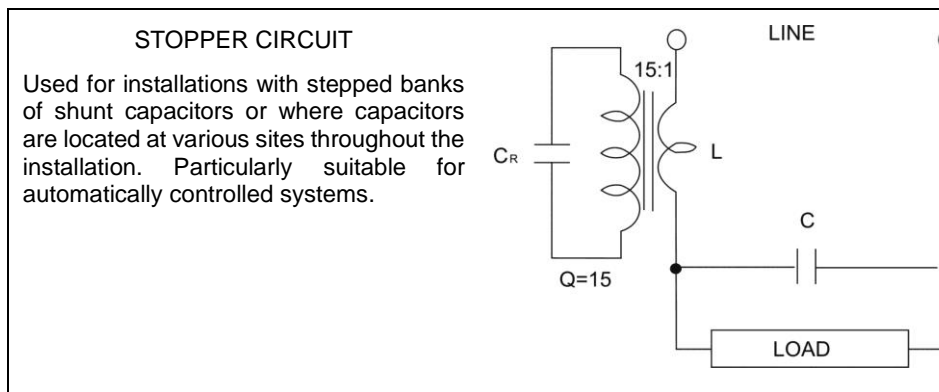 STOPPER CIRCUIT
Used for installations with stepped banks
of shunt capacitors or where capacitors
are located at various sites throughout the
installation. Particularly suitable for
automatically controlled systems.
LINE
15:1
CR
L
C
Q=15
LOAD